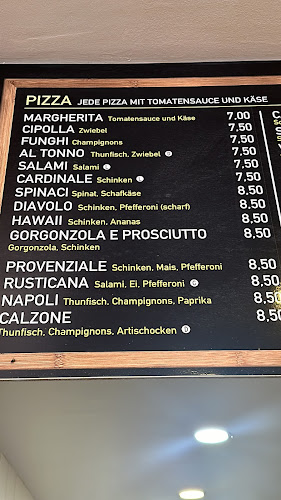 PIZZA JEDE PIZZA MIT TOMATENSAUCE UND KÄSE
MARGHERITA Tomatensauce und Käse 7,00
CIPOLLA Zwiebel 7,50
FUNGHI Champignons 7,50
AL TONNO Thunfisch, Zwiebel 7,50
SALAMI Salami 7,50
CARDINALE Schinken 7,50
SPINACI Spinat, Schafkäse 8,50
DIAVOLO Schinken, Pfefferoni (scharf) 8,50
HAWAII Schinken, Ananas 8,50
GORGONZOLA E PROSCIUTTO 8,50
Gorgonzola, Schinken
PROVENZIALE Schinken, Mais, Pfefferoni 8,50
RUSTICANA Salami, Ei, Pfefferoni 8,50
NAPOLI Thunfisch, Champignons, Paprika 8,50
CALZONE 8,50
Thunfisch, Champignons, Artischocken